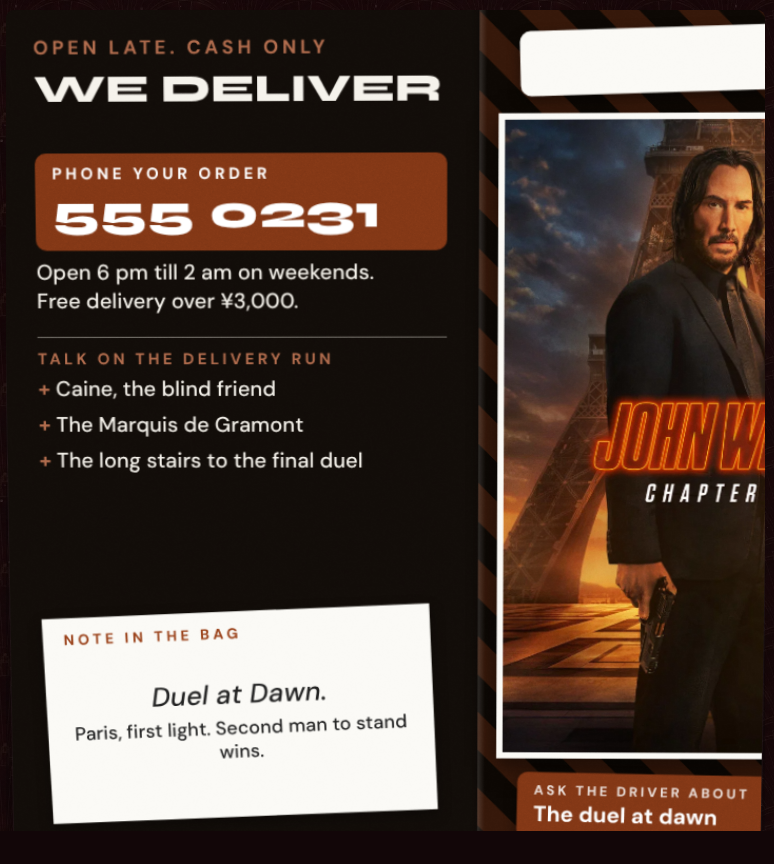 OPEN LATE. CASH ONLY
WE DELIVER
PHONE YOUR ORDER
555 0231
Open 6 pm till 2 am on weekends.
Free delivery over ¥3,000.
TALK ON THE DELIVERY RUN
+ Caine, the blind friend
+ The Marquis de Gramont
+ The long stairs to the final duel
NOTE IN THE BAG
Duel at Dawn.
Paris, first light. Second man to stand
wins.
JOHN W
CHAPTER
ASK THE DRIVER ABOUT
The duel at dawn